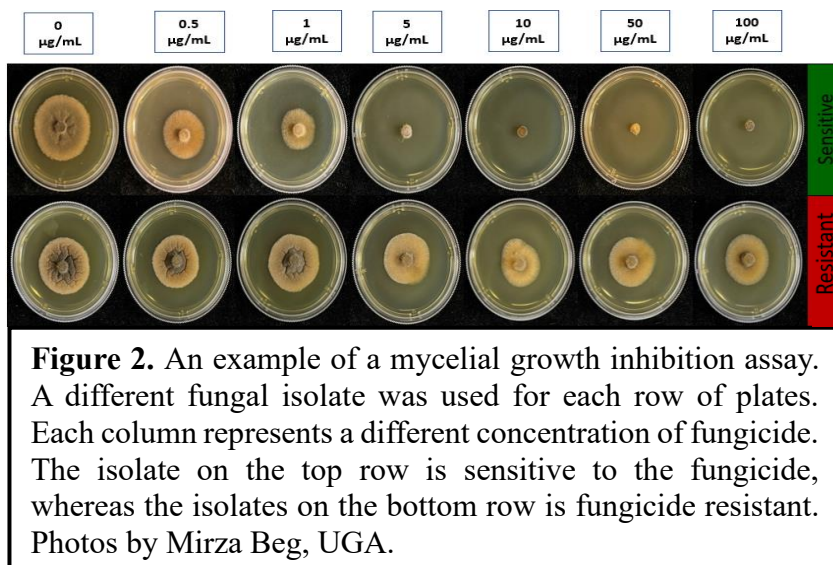 0 0.5 1 5 10 50 100
µg/mL µg/mL µg/mL µg/mL µg/mL µg/mL µg/mL
Sensitive
Resistant
Figure 2. An example of a mycelial growth inhibition assay.
A different fungal isolate was used for each row of plates.
Each column represents a different concentration of fungicide.
The isolate on the top row is sensitive to the fungicide,
whereas the isolates on the bottom row is fungicide resistant.
Photos by Mirza Beg, UGA.